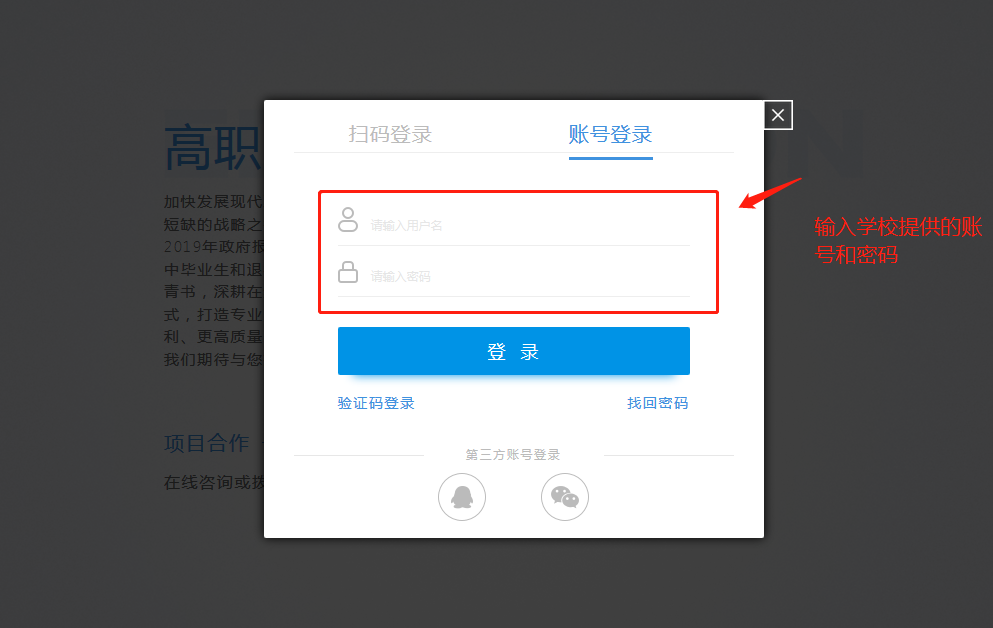 扫码登录
账号登录
高职
加快发展现代
短缺的战略之
2019年政府报
中毕业生和退
青书，深耕在
式，打造专业
利、更高质量
我们期待与您
请输入用户名
请输入密码
输入学校提供的账
号和密码
登 录
验证码登录
找回密码
项目合作
第三方账号登录
在线咨询或拨